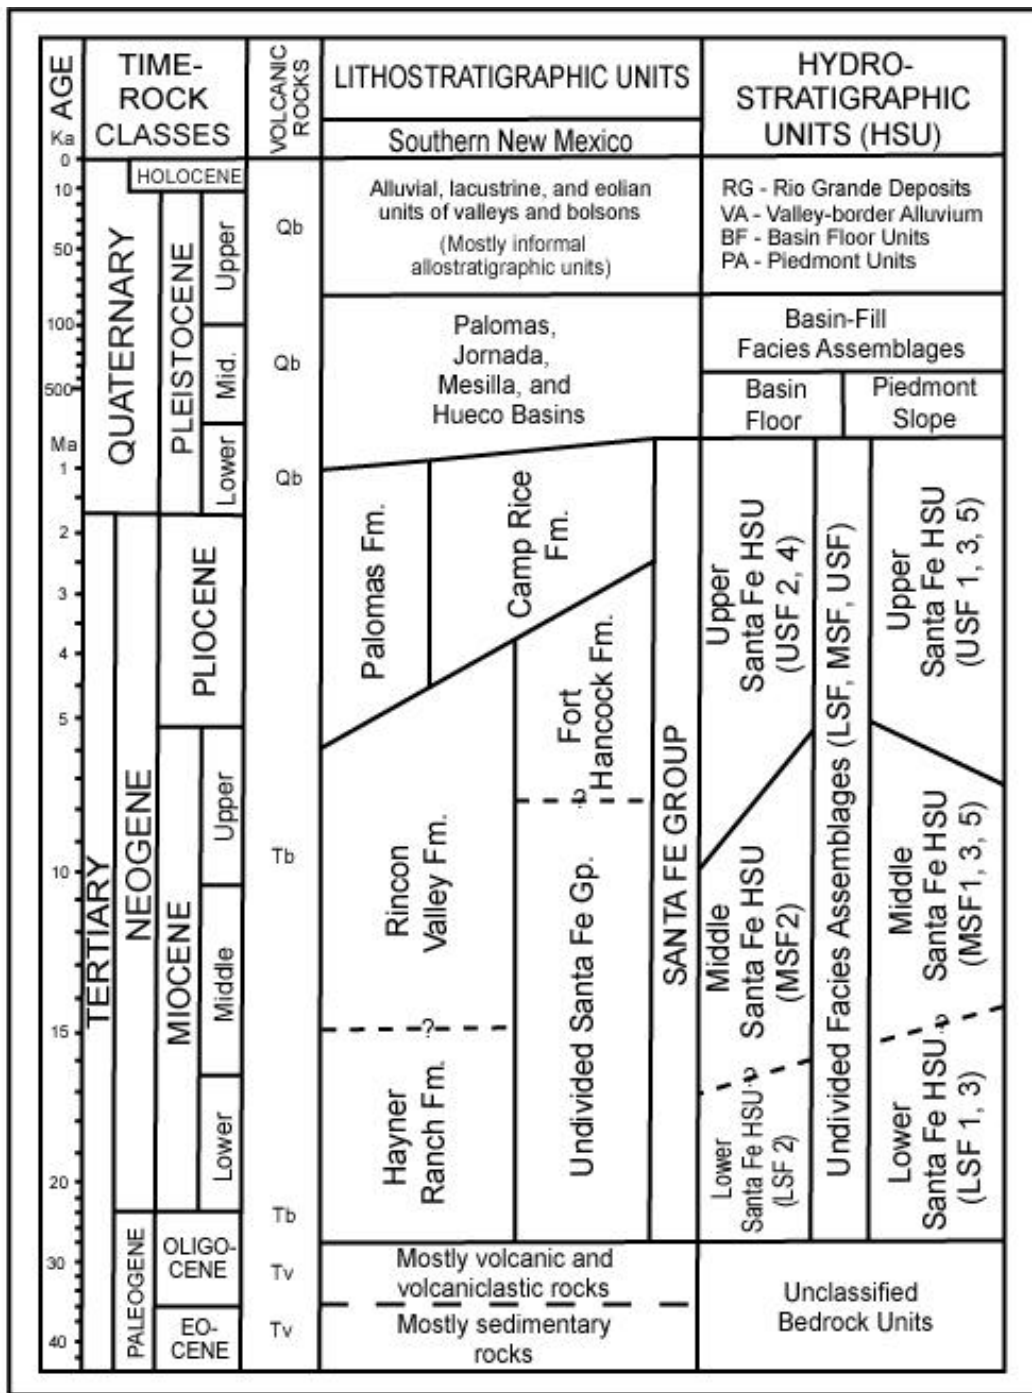 AGE
Ka
0
10
50
100
500
Ma
1
2
3
4
5
10
15
20
30
40
TIME-
ROCK
CLASSES
HOLOCENE
QUATERNARY
PLEISTOCENE
Upper
Mid.
Lower
TERTIARY
NEOGENE
PLIOCENE
MIOCENE
Upper
Middle
Lower
PALEOGENE
OLIGO-
CENE
EO-
CENE
VOLCANIC
ROCKS
Qb
Qb
Qb
Tb
Tb
Tv
Tv
LITHOSTRATIGRAPHIC UNITS
Southern New Mexico
Alluvial, lacustrine, and eolian
units of valleys and bolsons
(Mostly informal
allostratigraphic units)
Palomas,
Jornada,
Mesilla, and
Hueco Basins
Palomas Fm.
Camp Rice
Fm.
Fort
Hancock Fm.
?
Rincon
Valley Fm.
?
Hayner
Ranch Fm.
Undivided Santa Fe Gp.
SANTA FE GROUP
Mostly volcanic and
volcaniclastic rocks
Mostly sedimentary
rocks
HYDRO-
STRATIGRAPHIC
UNITS (HSU)
RG - Rio Grande Deposits
VA - Valley-border Alluvium
BF - Basin Floor Units
PA - Piedmont Units
Basin-Fill
Facies Assemblages
Basin
Floor
Piedmont
Slope
Upper
Santa Fe HSU
(USF 2, 4)
Middle
Santa Fe HSU
(MSF2)
?
Lower
Santa Fe HSU
(LSF 2)
Undivided Facies Assemblages (LSF, MSF, USF)
Upper
Santa Fe HSU
(USF 1, 3, 5)
Middle
Santa Fe HSU
(MSF1, 3, 5)
?
Lower
Santa Fe HSU
(LSF 1, 3)
Unclassified
Bedrock Units